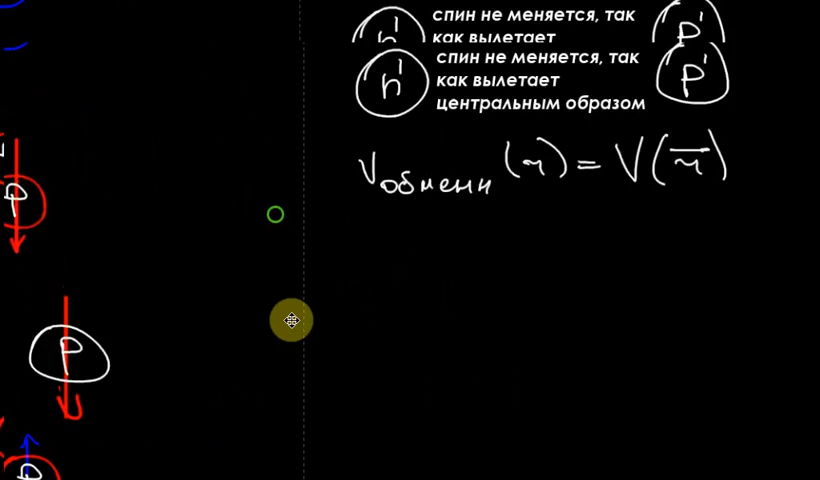 спин не меняется, так
n' как вылетает P'
спин не меняется, так
n' как вылетает P'
центральным образом
Vобменн (r) = V(r̅)
P
P
P